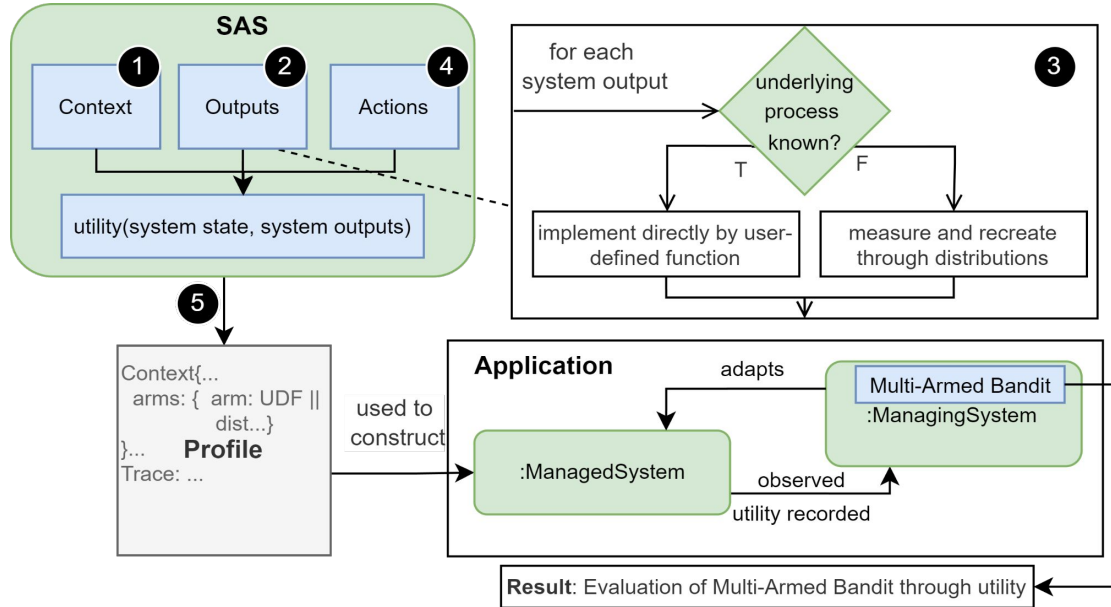 SAS
1
2
4
Context
Outputs
Actions
utility(system state, system outputs)
for each
system output
3
underlying
process
known?
T
F
implement directly by user-
defined function
measure and recreate
through distributions
5
Context{...
arms: { arm: UDF ||
dist...}
}...
Profile
Trace: ...
used to
construct
Application
adapts
Multi-Armed Bandit
:ManagingSystem
:ManagedSystem
observed
utility recorded
Result: Evaluation of Multi-Armed Bandit through utility